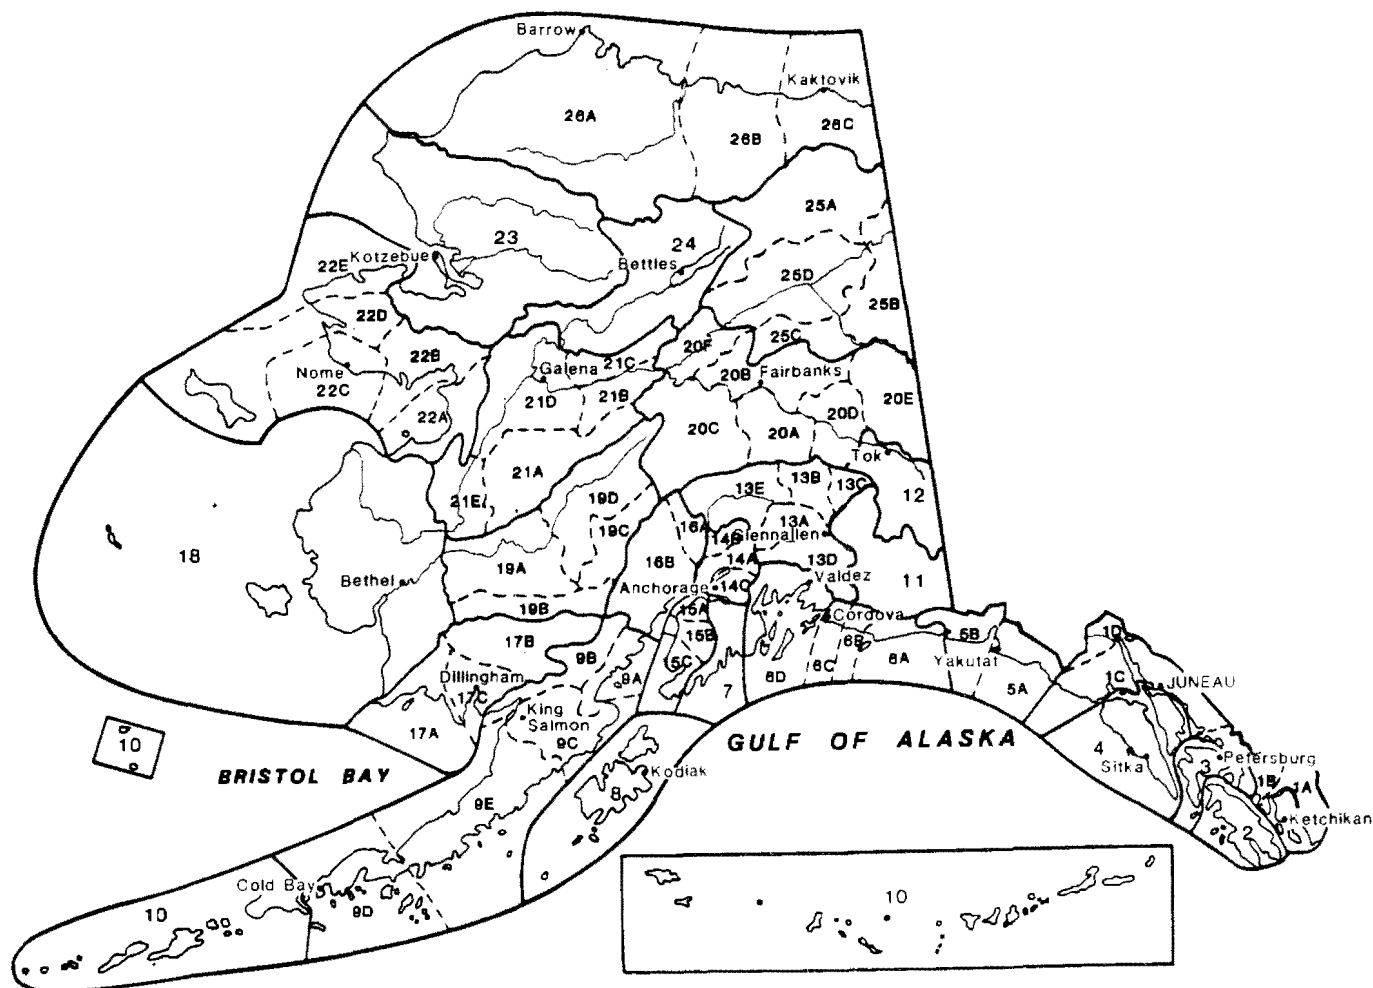 Barrow
Kaktovik
26A
26B
26C
25A
23
24
Kotzebue
22E
Bettles
25D
25B
22D
25C
20F
22B
21C
Galena
20B
Fairbanks
Nome
22C
21D
21B
20E
22A
20D
20C
20A
Tok
21A
13B
13E
13C
12
21E
19D
16A
13A
19C
14B
Glennallen
18
14A
13D
16B
19A
Bethel
Anchorage
14C
Valdez
11
19B
15A
Cordova
17B
15B
6B
5B
1D
9B
15C
6A
Yakutat
Dillingham
9A
6C
1C
17C
7
6D
5A
JUNEAU
King
Salmon
17A
9C
10
GULF OF ALASKA
4
Sitka
Petersburg
3
BRISTOL BAY
Kodiak
8
1B
1A
9E
Ketchikan
2
Cold Bay
10
9D
10